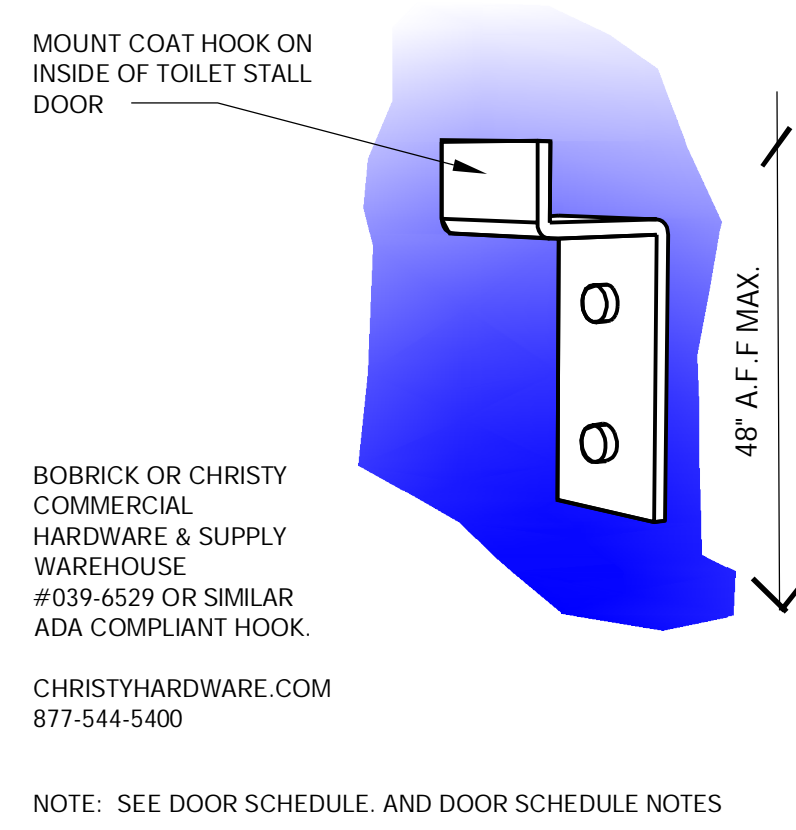 MOUNT COAT HOOK ON
INSIDE OF TOILET STALL
DOOR
48" A.F.F MAX.
BOBRICK OR CHRISTY
COMMERCIAL
HARDWARE & SUPPLY
WAREHOUSE
#039-6529 OR SIMILAR
ADA COMPLIANT HOOK.
CHRISTYHARDWARE.COM
877-544-5400
NOTE:  SEE DOOR SCHEDULE. AND DOOR SCHEDULE NOTES